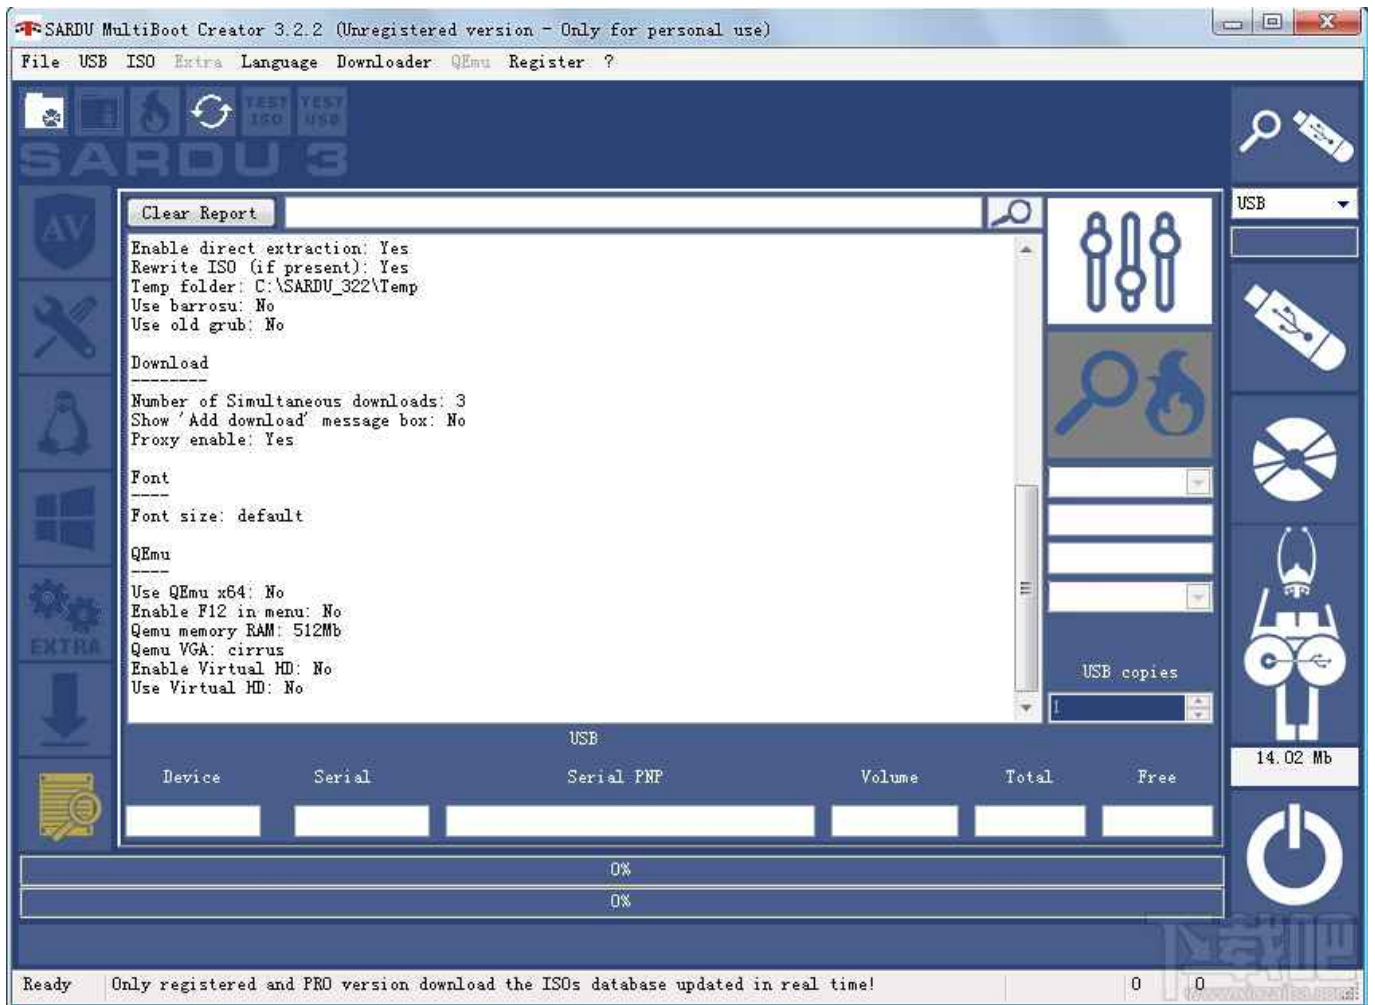 SARDU MultiBoot Creator 3.2.2 (Unregistered version - Only for personal use)
File USB ISO Extra Language Downloader QEmu Register ?
TEST ISO
TEST USB
SARDU 3
USB
AV
Clear Report
Enable direct extraction: Yes
Rewrite ISO (if present): Yes
Temp folder: C:\SARDU_322\Temp
Use barrosu: No
Use old grub: No
Download
--------
Number of Simultaneous downloads: 3
Show 'Add download' message box: No
Proxy enable: Yes
Font
----
Font size: default
QEmu
----
Use QEmu x64: No
Enable F12 in menu: No
Qemu memory RAM: 512Mb
Qemu VGA: cirrus
Enable Virtual HD: No
Use Virtual HD: No
EXTRA
USB copies
1
USB
Device Serial Serial PNP Volume Total Free
14.02 Mb
0%
0%
下载吧
www.xiazaiba.com
Ready Only registered and PRO version download the ISOs database updated in real time! 0 0